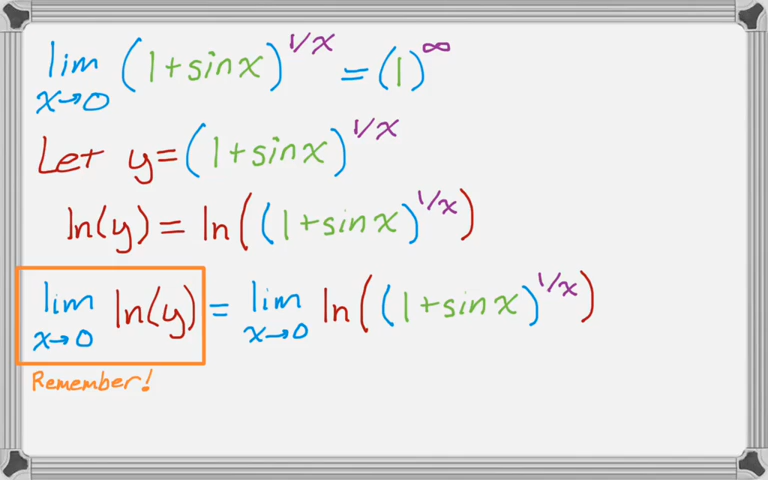 lim x→0 (1+sinx)^1/x = (1)^∞
Let y=(1+sinx)^1/x
ln(y) = ln((1+sinx)^1/x)
lim x→0 ln(y) = lim x→0 ln((1+sinx)^1/x)
Remember!